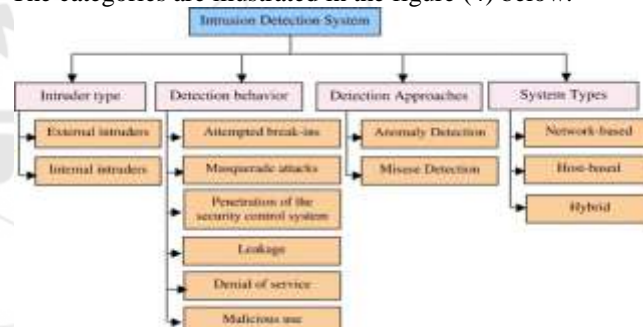 The categories are illustrated in the figure (4) below.
Intrusion Detection System
Intruder type
Detection behavior
Detection Approaches
System Types
External intruders
Attempted break-ins
Anomaly Detection
Network-based
Internal intruders
Masquerade attacks
Misuse Detection
Host-based
Penetration of the
security control system
Hybrid
Leakage
Denial of service
Malicious use